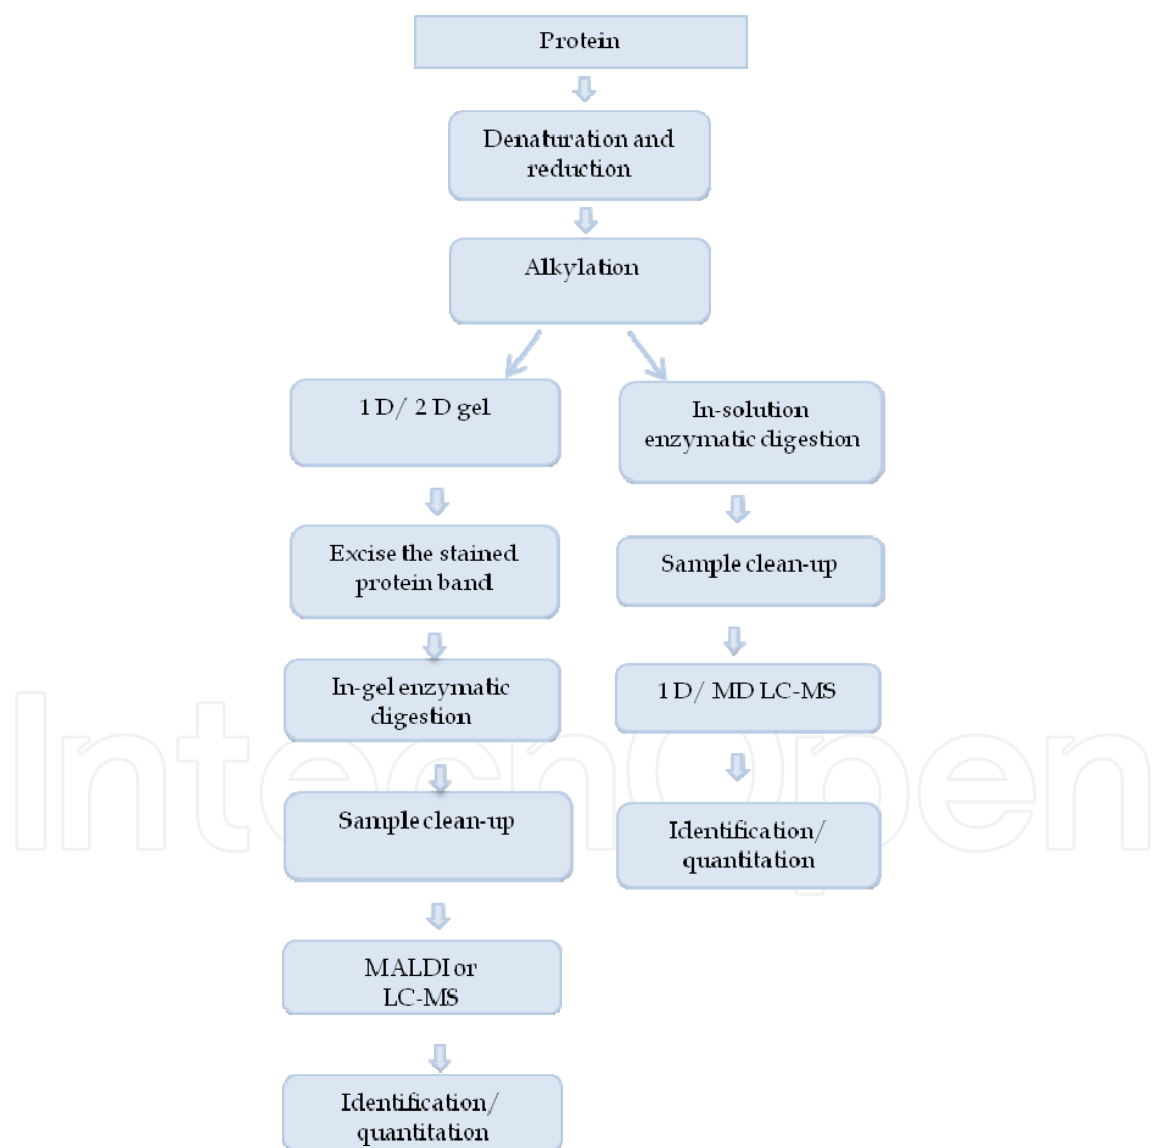 Protein
Denaturation and
reduction
Alkylation
1 D/ 2 D gel
Excise the stained
protein band
In-gel enzymatic
digestion
Sample clean-up
MALDI or
LC-MS
Identification/
quantitation
In-solution
enzymatic digestion
Sample clean-up
1 D/ MD LC-MS
Identification/
quantitation
IntechOpen